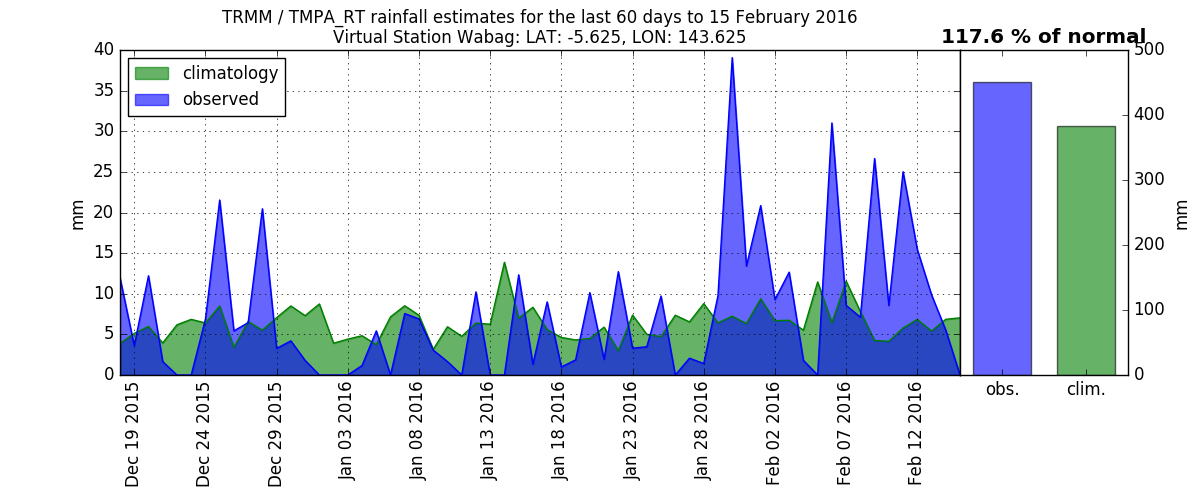 TRMM / TMPA_RT rainfall estimates for the last 60 days to 15 February 2016
Virtual Station Wabag: LAT: -5.625, LON: 143.625
117.6 % of normal
climatology
observed
40
35
30
25
20
15
10
5
0
mm
Dec 19 2015
Dec 24 2015
Dec 29 2015
Jan 03 2016
Jan 08 2016
Jan 13 2016
Jan 18 2016
Jan 23 2016
Jan 28 2016
Feb 02 2016
Feb 07 2016
Feb 12 2016
500
400
300
200
100
0
mm
obs.
clim.